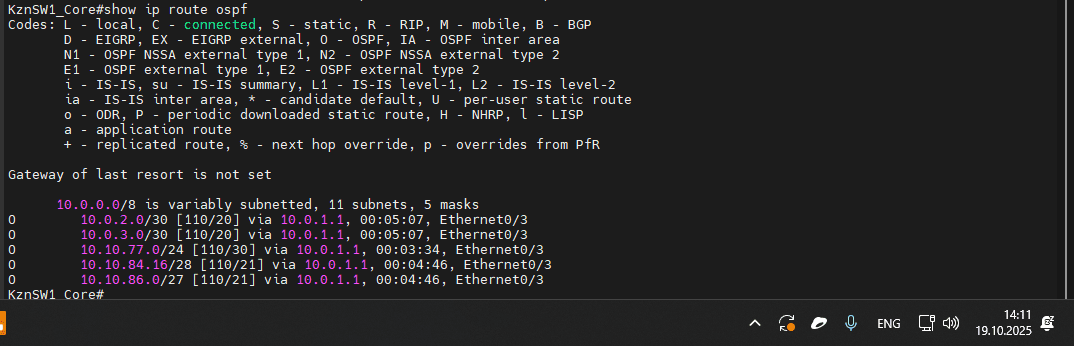 KznSW1_Core#show ip route ospf
Codes: L - local, C - connected, S - static, R - RIP, M - mobile, B - BGP
D - EIGRP, EX - EIGRP external, O - OSPF, IA - OSPF inter area
N1 - OSPF NSSA external type 1, N2 - OSPF NSSA external type 2
E1 - OSPF external type 1, E2 - OSPF external type 2
i - IS-IS, su - IS-IS summary, L1 - IS-IS level-1, L2 - IS-IS level-2
ia - IS-IS inter area, * - candidate default, U - per-user static route
o - ODR, P - periodic downloaded static route, H - NHRP, l - LISP
a - application route
+ - replicated route, % - next hop override, p - overrides from PfR
Gateway of last resort is not set
10.0.0.0/8 is variably subnetted, 11 subnets, 5 masks
O 10.0.2.0/30 [110/20] via 10.0.1.1, 00:05:07, Ethernet0/3
O 10.0.3.0/30 [110/20] via 10.0.1.1, 00:05:07, Ethernet0/3
O 10.10.77.0/24 [110/30] via 10.0.1.1, 00:03:34, Ethernet0/3
O 10.10.84.16/28 [110/21] via 10.0.1.1, 00:04:46, Ethernet0/3
O 10.10.86.0/27 [110/21] via 10.0.1.1, 00:04:46, Ethernet0/3
KznSW1_Core#
ENG
14:11
19.10.2025